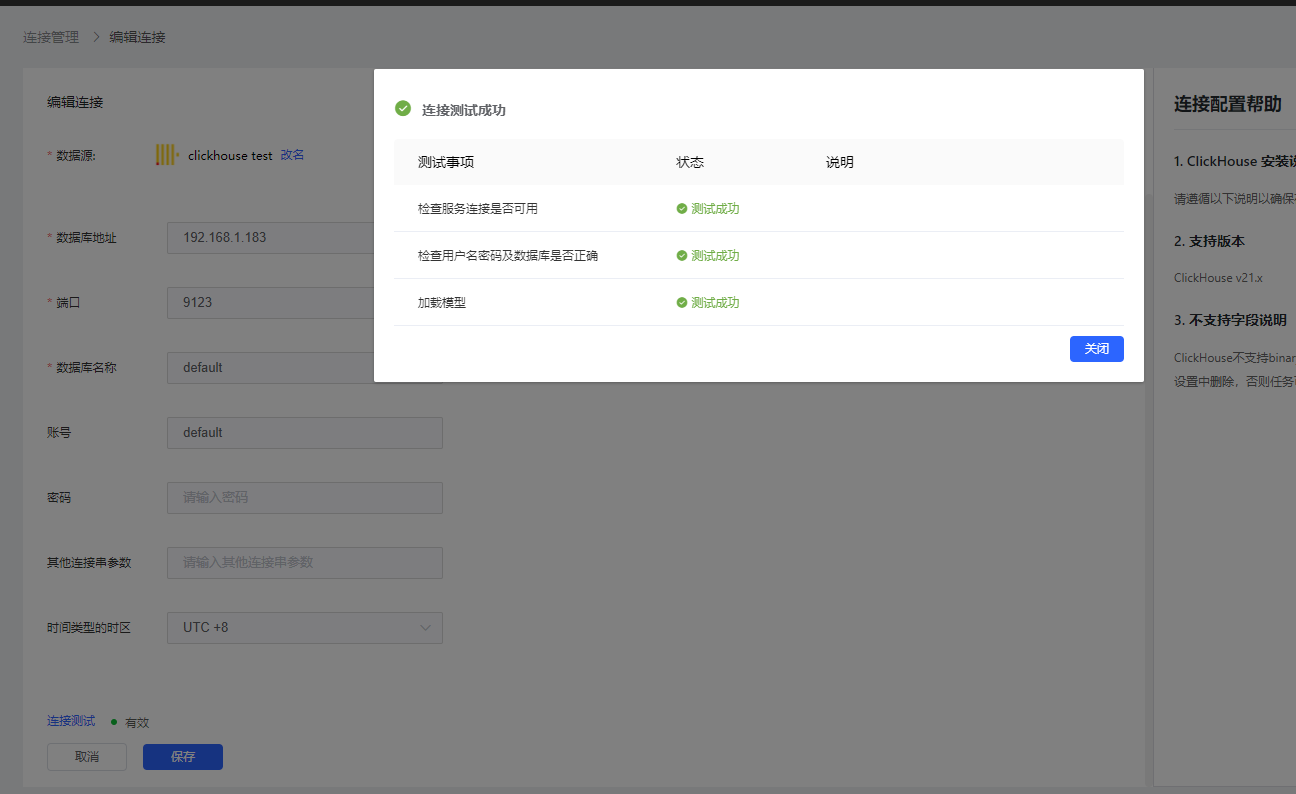 连接管理 > 编辑连接
编辑连接
* 数据源: clickhouse test 改名
* 数据库地址 192.168.1.183
* 端口 9123
* 数据库名称 default
账号 default
密码 请输入密码
其他连接串参数 请输入其他连接串参数
时间类型的时区 UTC +8
连接测试 有效
取消 保存
连接测试成功
测试事项 状态 说明
检查服务连接是否可用 测试成功
检查用户名密码及数据库是否正确 测试成功
加载模型 测试成功
关闭
连接配置帮助
1. ClickHouse 安装
请遵循以下说明以确保
2. 支持版本
ClickHouse v21.x
3. 不支持字段说明
ClickHouse不支持binar
设置中删除，否则任务